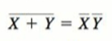 X̅ ̅+̅ ̅Y̅ = X̅ Y̅